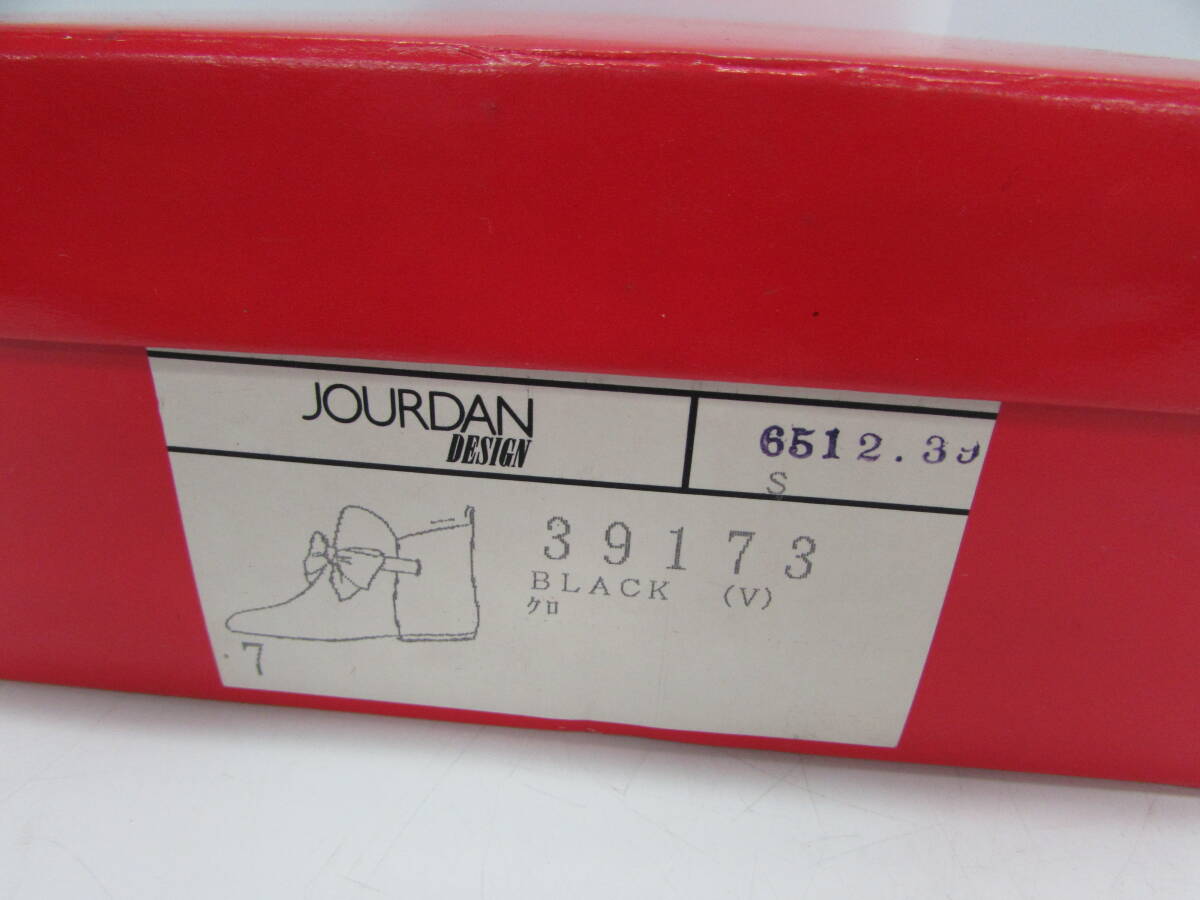 JOURDAN
DESIGN
6512.39
S
39173
BLACK (V)
クロ
7